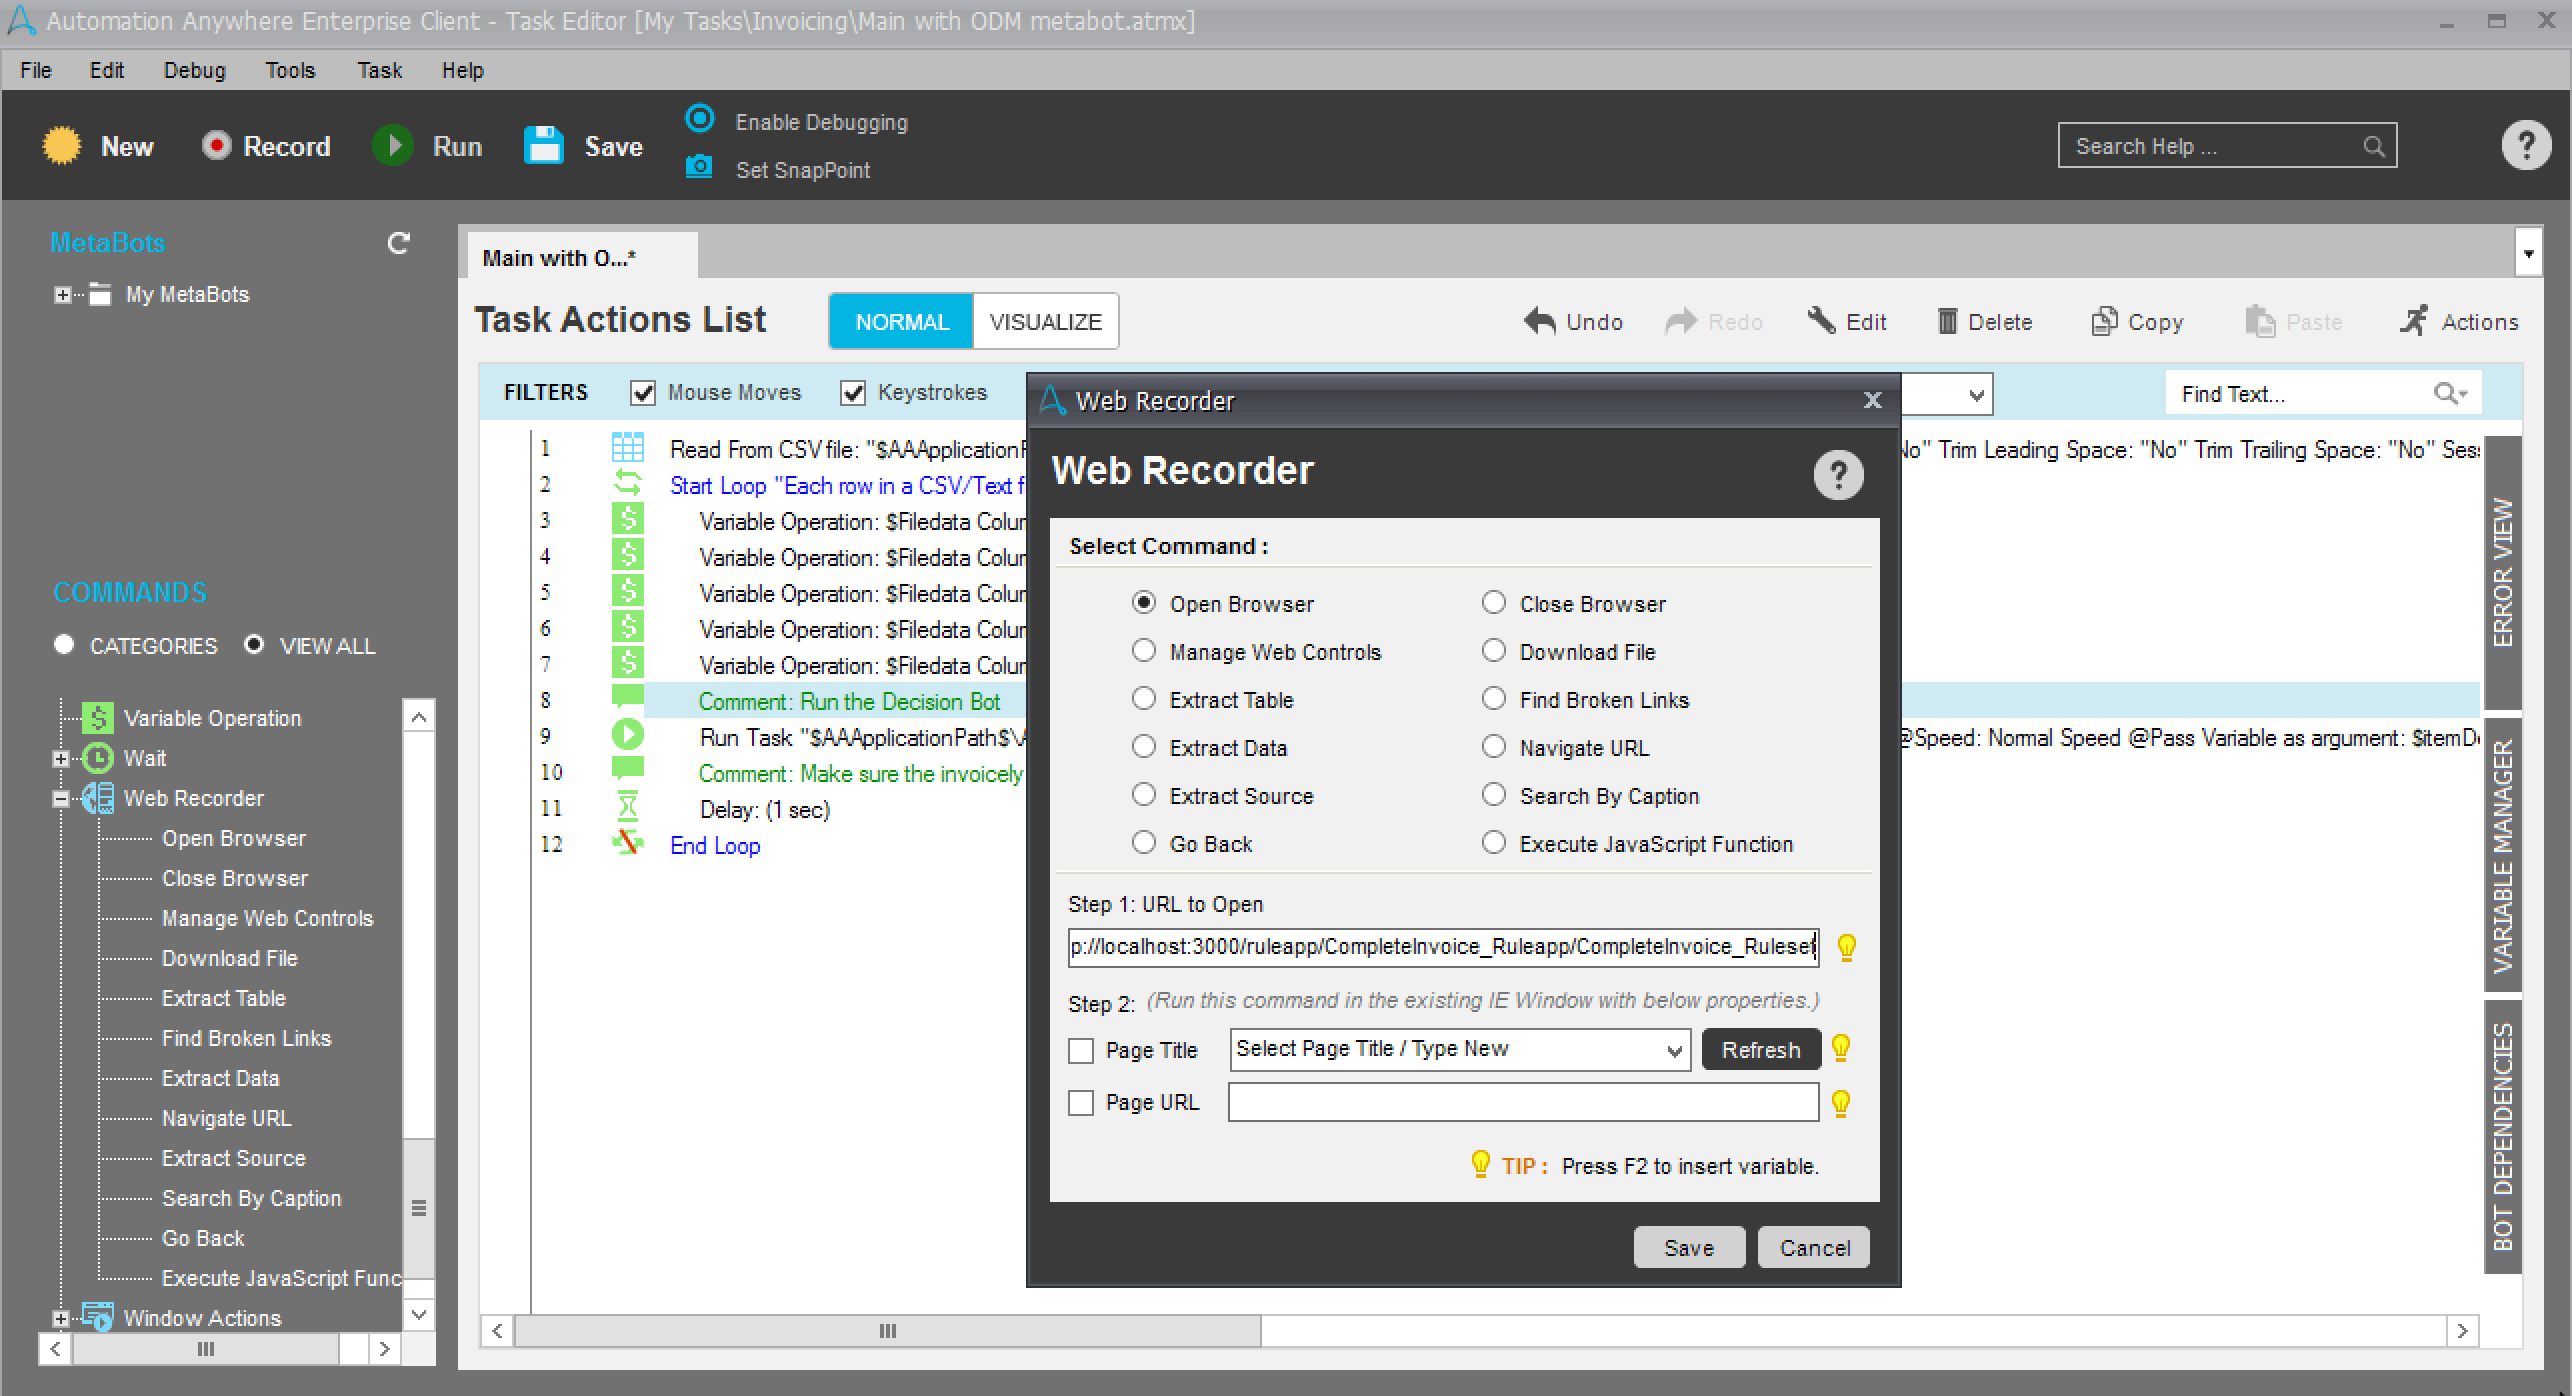 Automation Anywhere Enterprise Client - Task Editor [My Tasks\Invoicing\Main with ODM metabot.atmx]
File Edit Debug Tools Task Help
New Record Run Save
Enable Debugging
Set SnapPoint
Search Help ...
?
MetaBots
My MetaBots
COMMANDS
CATEGORIES VIEW ALL
Variable Operation
Wait
Web Recorder
Open Browser
Close Browser
Manage Web Controls
Download File
Extract Table
Find Broken Links
Extract Data
Navigate URL
Extract Source
Search By Caption
Go Back
Execute JavaScript Func
Window Actions
Main with O...*
Task Actions List NORMAL VISUALIZE Undo Redo Edit Delete Copy Paste Actions
FILTERS Mouse Moves Keystrokes Find Text...
1 Read From CSV file: "$AAApplicationP No" Trim Leading Space: "No" Trim Trailing Space: "No" Ses
2 Start Loop "Each row in a CSV/Text f
3 Variable Operation: $Filedata Colur
4 Variable Operation: $Filedata Colur
5 Variable Operation: $Filedata Colur
6 Variable Operation: $Filedata Colur
7 Variable Operation: $Filedata Colur
8 Comment: Run the Decision Bot
9 Run Task "$AAApplicationPath$\A @Speed: Normal Speed @Pass Variable as argument: $itemD
10 Comment: Make sure the invoicely
11 Delay: (1 sec)
12 End Loop
ERROR VIEW
VARIABLE MANAGER
BOT DEPENDENCIES
Web Recorder X
Web Recorder ?
Select Command :
Open Browser Close Browser
Manage Web Controls Download File
Extract Table Find Broken Links
Extract Data Navigate URL
Extract Source Search By Caption
Go Back Execute JavaScript Function
Step 1: URL to Open
p://localhost:3000/ruleapp/CompleteInvoice_Ruleapp/CompleteInvoice_Ruleset
Step 2: (Run this command in the existing IE Window with below properties.)
Page Title Select Page Title / Type New Refresh
Page URL
TIP : Press F2 to insert variable.
Save Cancel